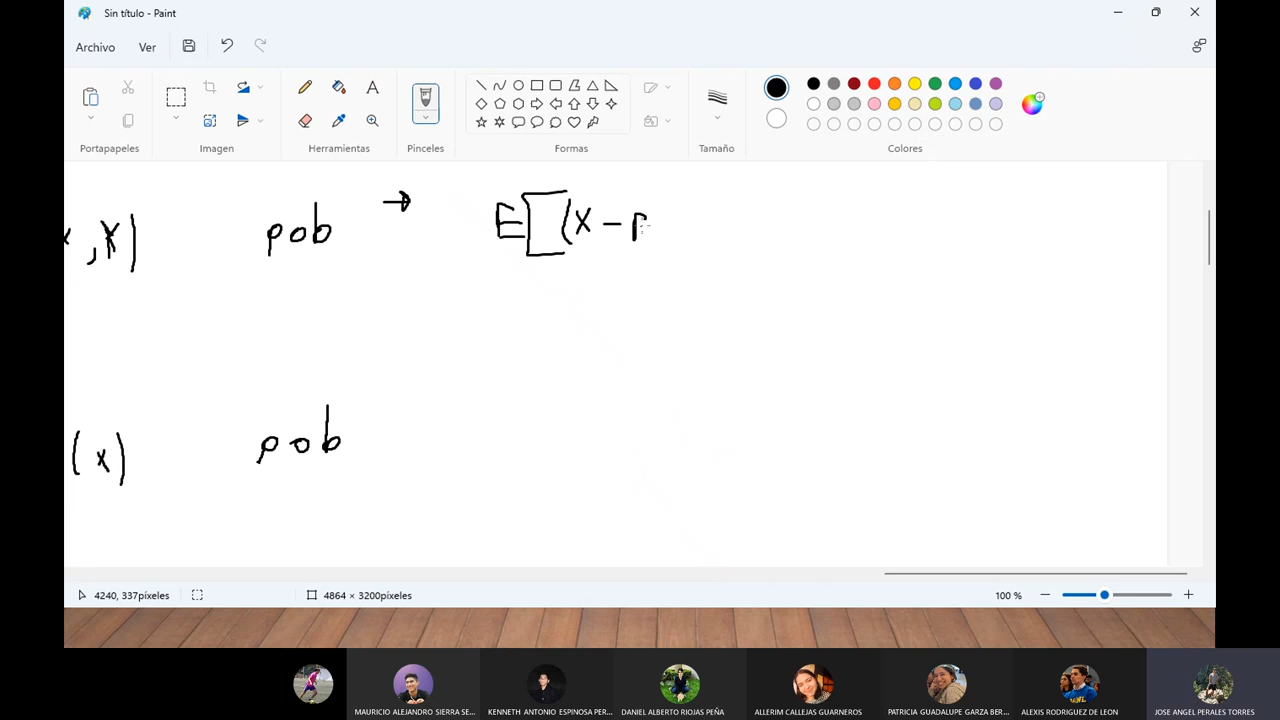 Sin título - Paint
Archivo Ver
A
Portapapeles Imagen Herramientas Pinceles Formas Tamaño Colores
, X) pob → E[(X –
(x) pob
4240, 337píxeles 4864 × 3200píxeles 100 %
MAURICIO ALEJANDRO SIERRA SE... KENNETH ANTONIO ESPINOSA PER... DANIEL ALBERTO RIOJAS PEÑA ALLERIM CALLEJAS GUARNEROS PATRICIA GUADALUPE GARZA BER... ALEXIS RODRIGUEZ DE LEON JOSE ANGEL PERALES TORRES